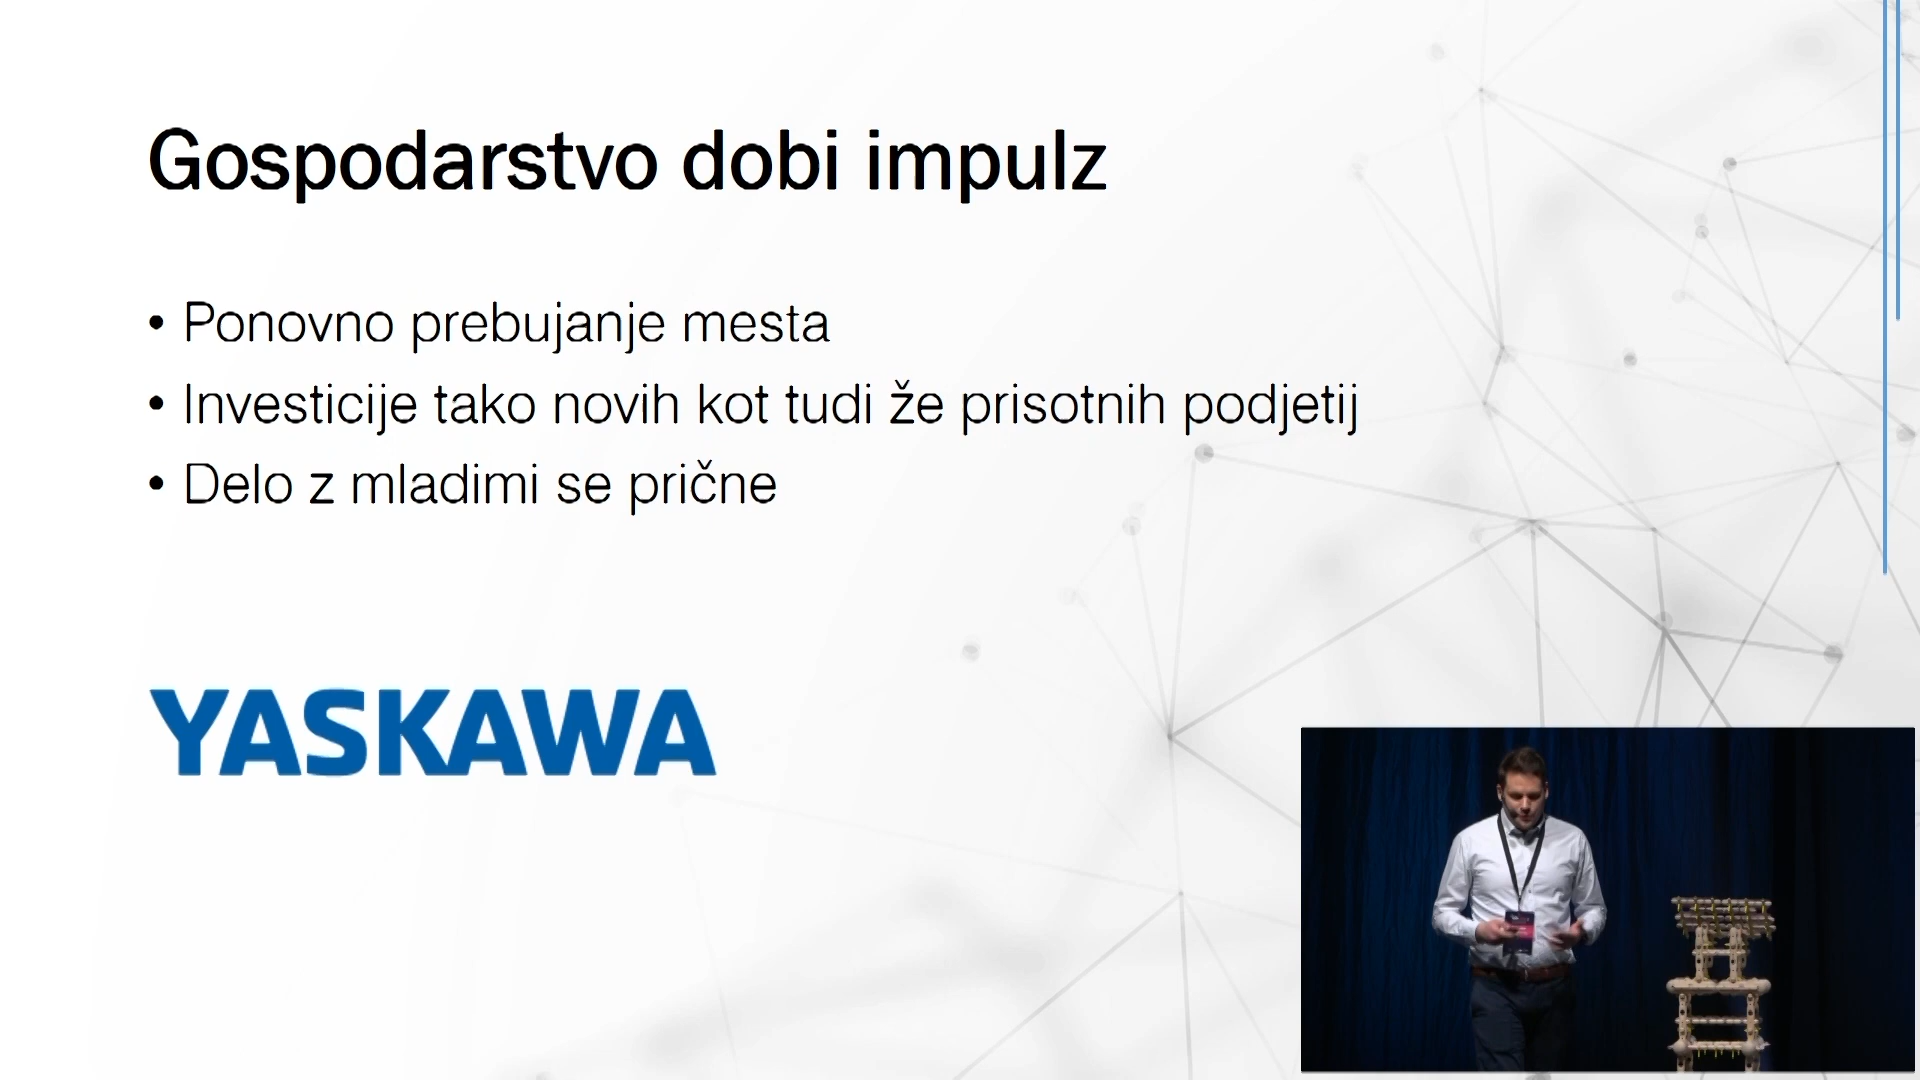 Gospodarstvo dobi impulz
• Ponovno prebujanje mesta
• Investicije tako novih kot tudi že prisotnih podjetij
• Delo z mladimi se prične
YASKAWA